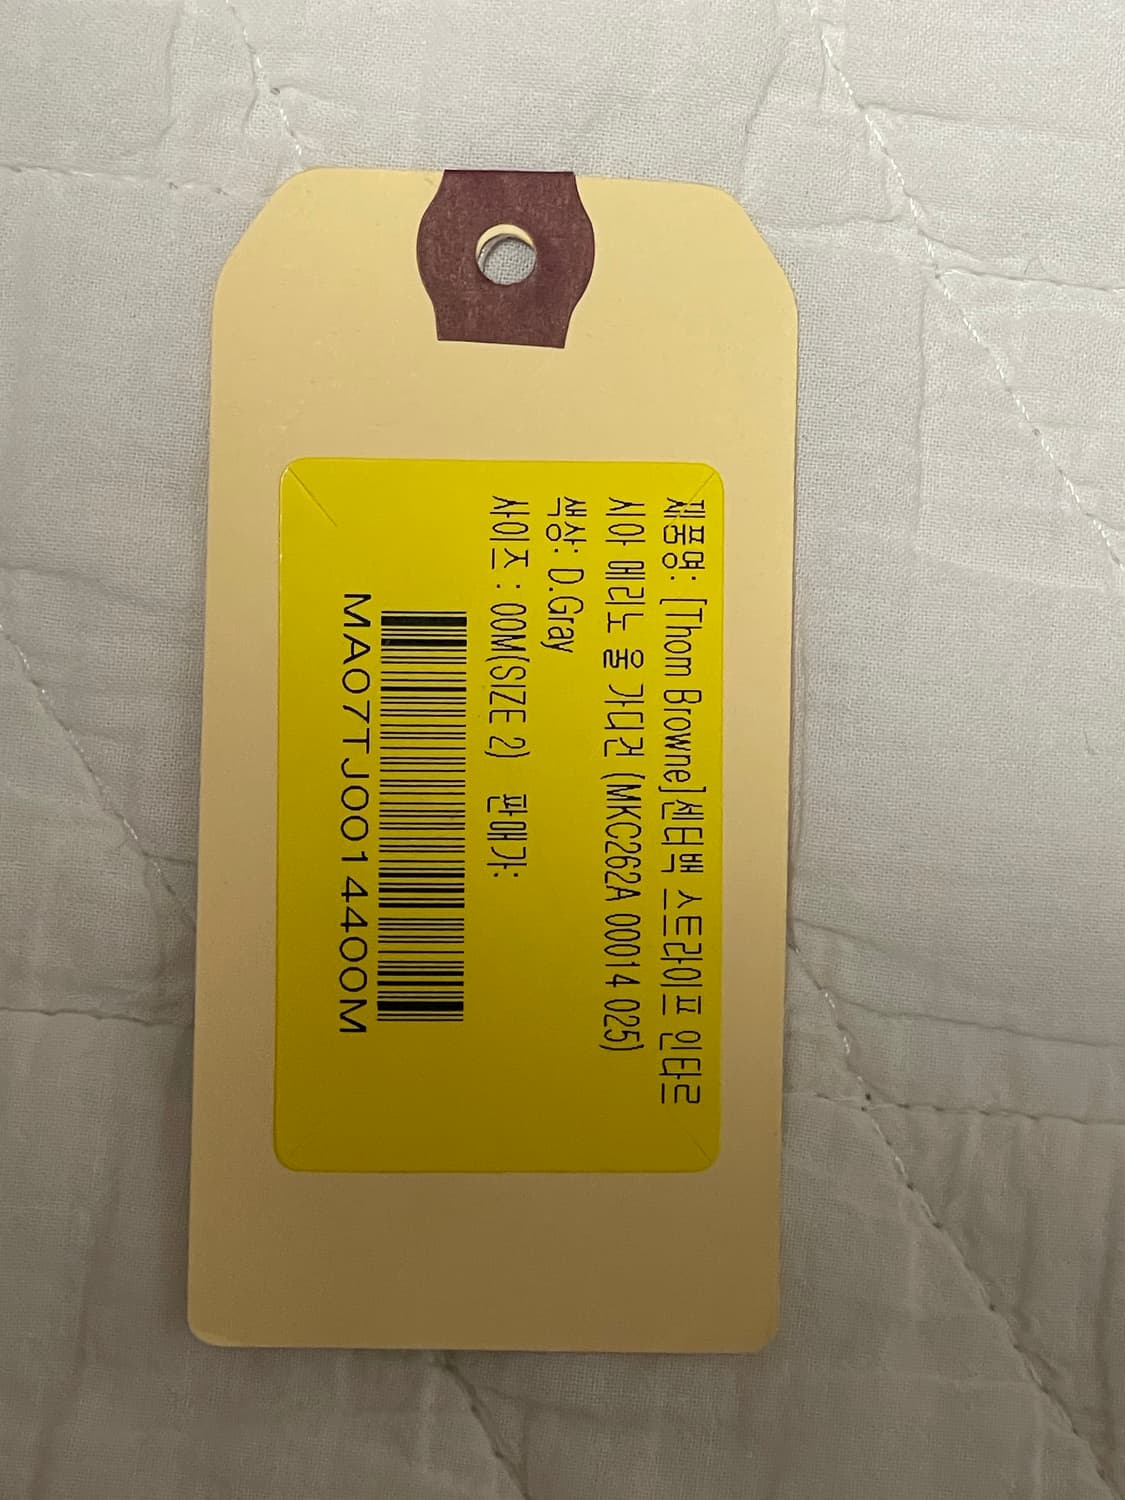 제품명: [Thom Browne]센터백 스트라이프 인타르
시아 메리노 울 가디건 (MKC262A 00014 025)
색상: D.Gray
사이즈 : 00M(SIZE 2) 판매가:
MA07TJ0014400M